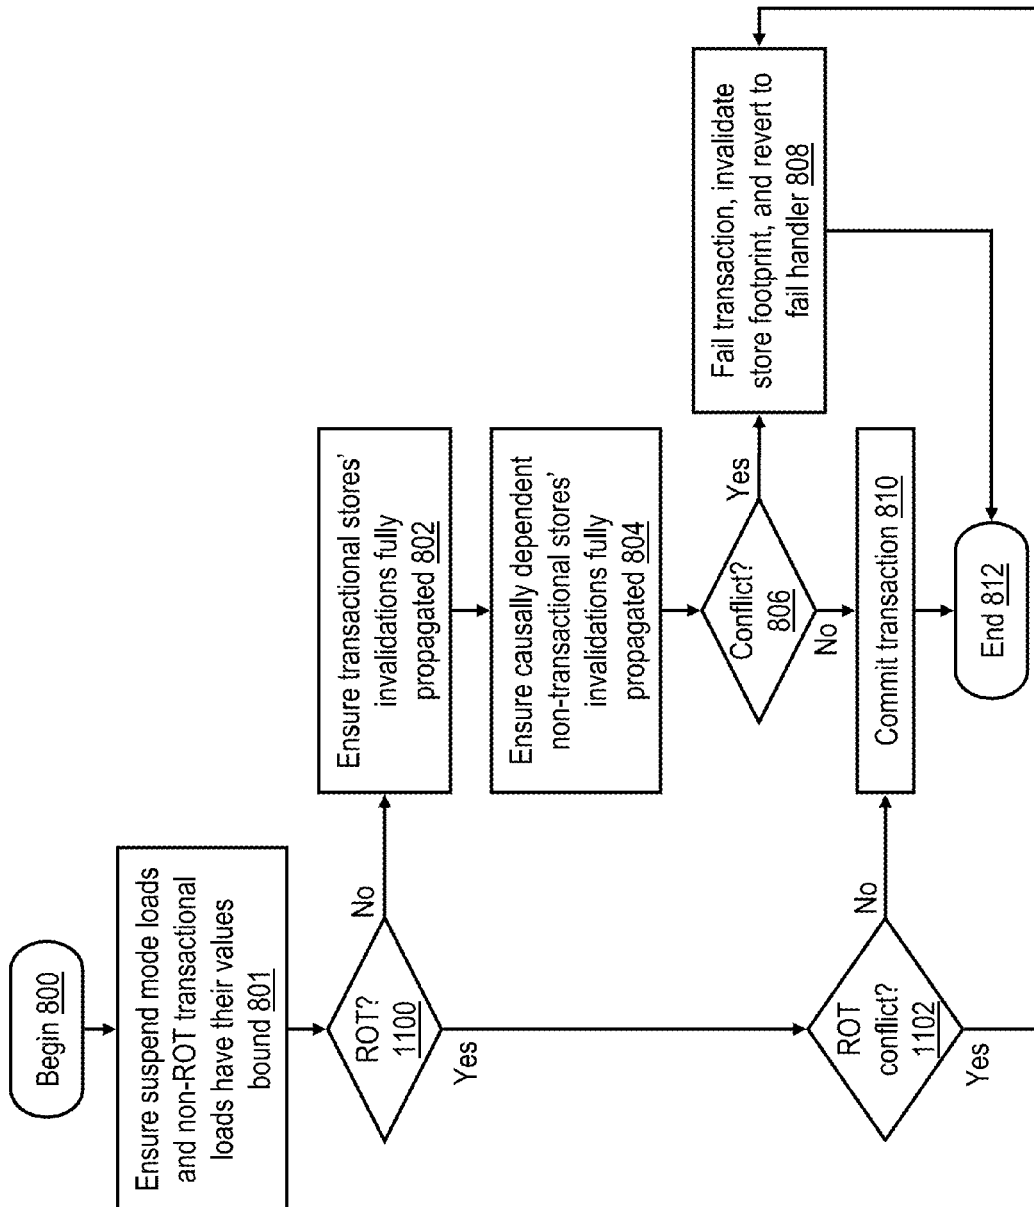 Begin 800
Ensure suspend mode loads
and non-ROT transactional
loads have their values
bound 801
ROT?
1100
No
Yes
Ensure transactional stores'
invalidations fully
propagated 802
Ensure causally dependent
non-transactional stores'
invalidations fully
propagated 804
Conflict?
806
Yes
No
Fail transaction, invalidate
store footprint, and revert to
fail handler 808
ROT
conflict?
1102
No
Yes
Commit transaction 810
End 812